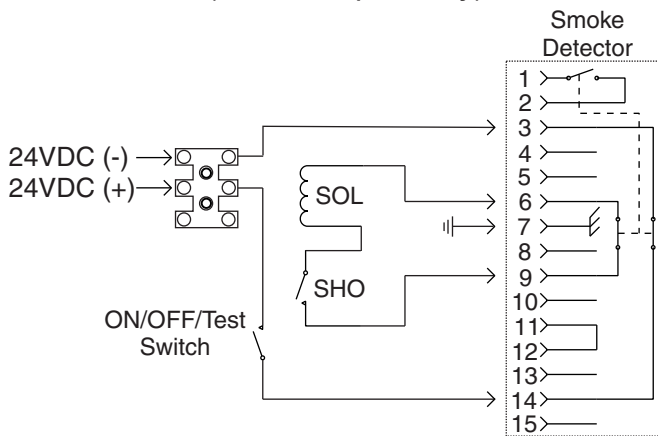 Smoke
Detector
1
2
3
24VDC (-)
4
24VDC (+)
5
SOL
6
7
8
SHO
9
10
ON/OFF/Test
Switch
11
12
13
14
15